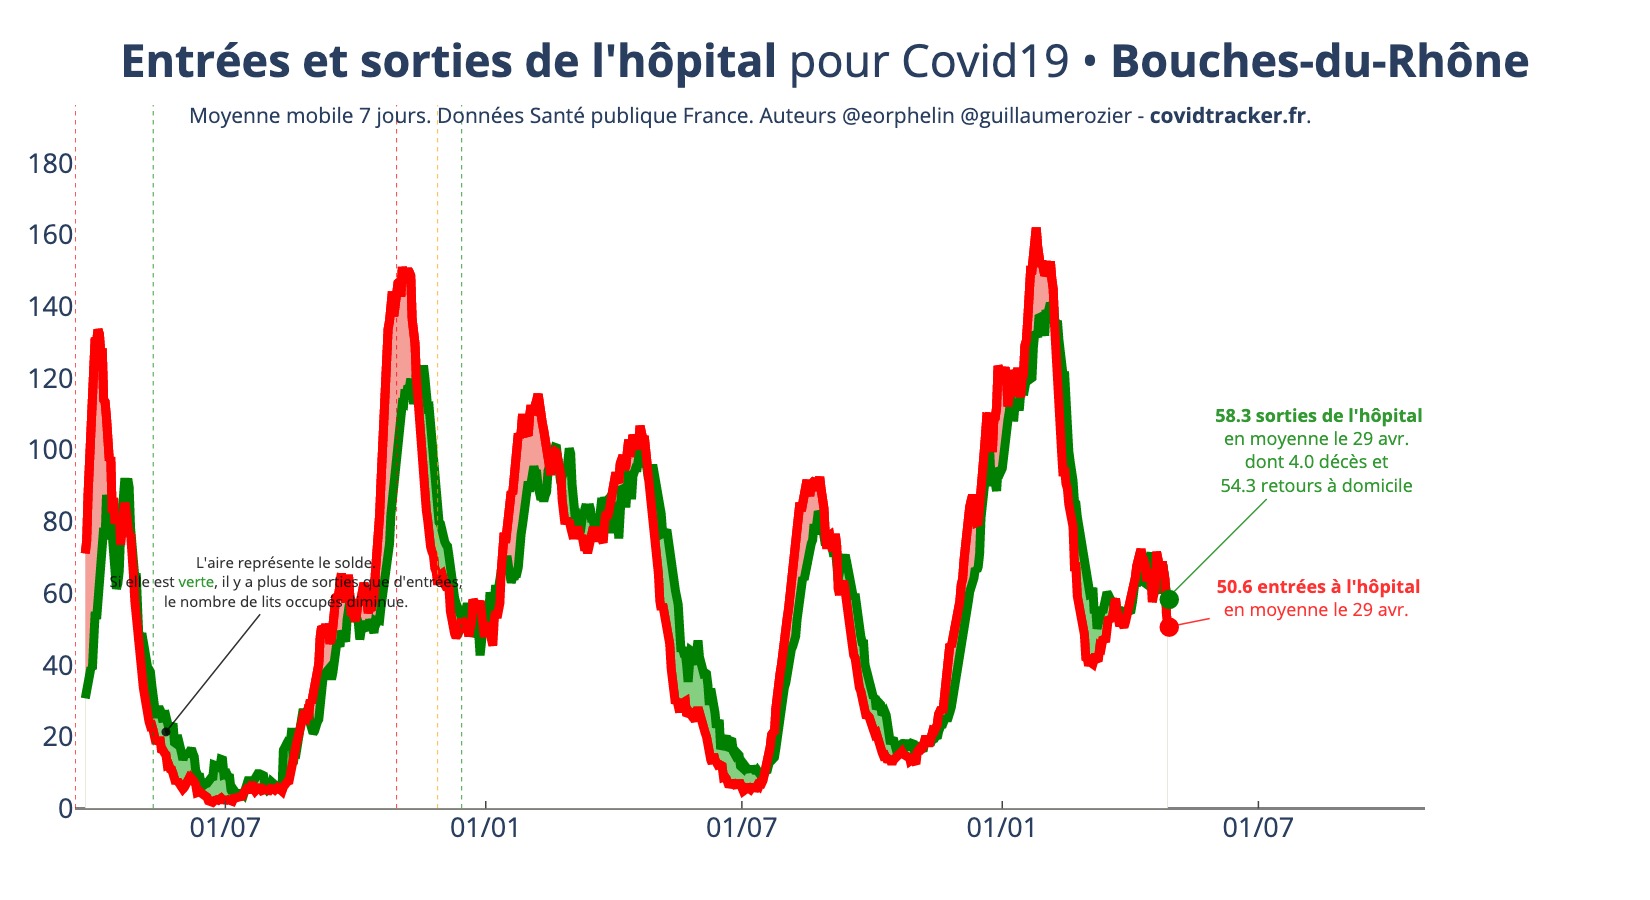 Entrées et sorties de l'hôpital pour Covid19 • Bouches-du-Rhône
Moyenne mobile 7 jours. Données Santé publique France. Auteurs @eorphelin @guillaumerozier - covidtracker.fr.
180
160
140
120
100
80
60
40
20
0
L'aire représente le solde.
Si elle est verte, il y a plus de sorties que d'entrées,
le nombre de lits occupés diminue.
58.3 sorties de l'hôpital
en moyenne le 29 avr.
dont 4.0 décès et
54.3 retours à domicile
50.6 entrées à l'hôpital
en moyenne le 29 avr.
01/07
01/01
01/07
01/01
01/07